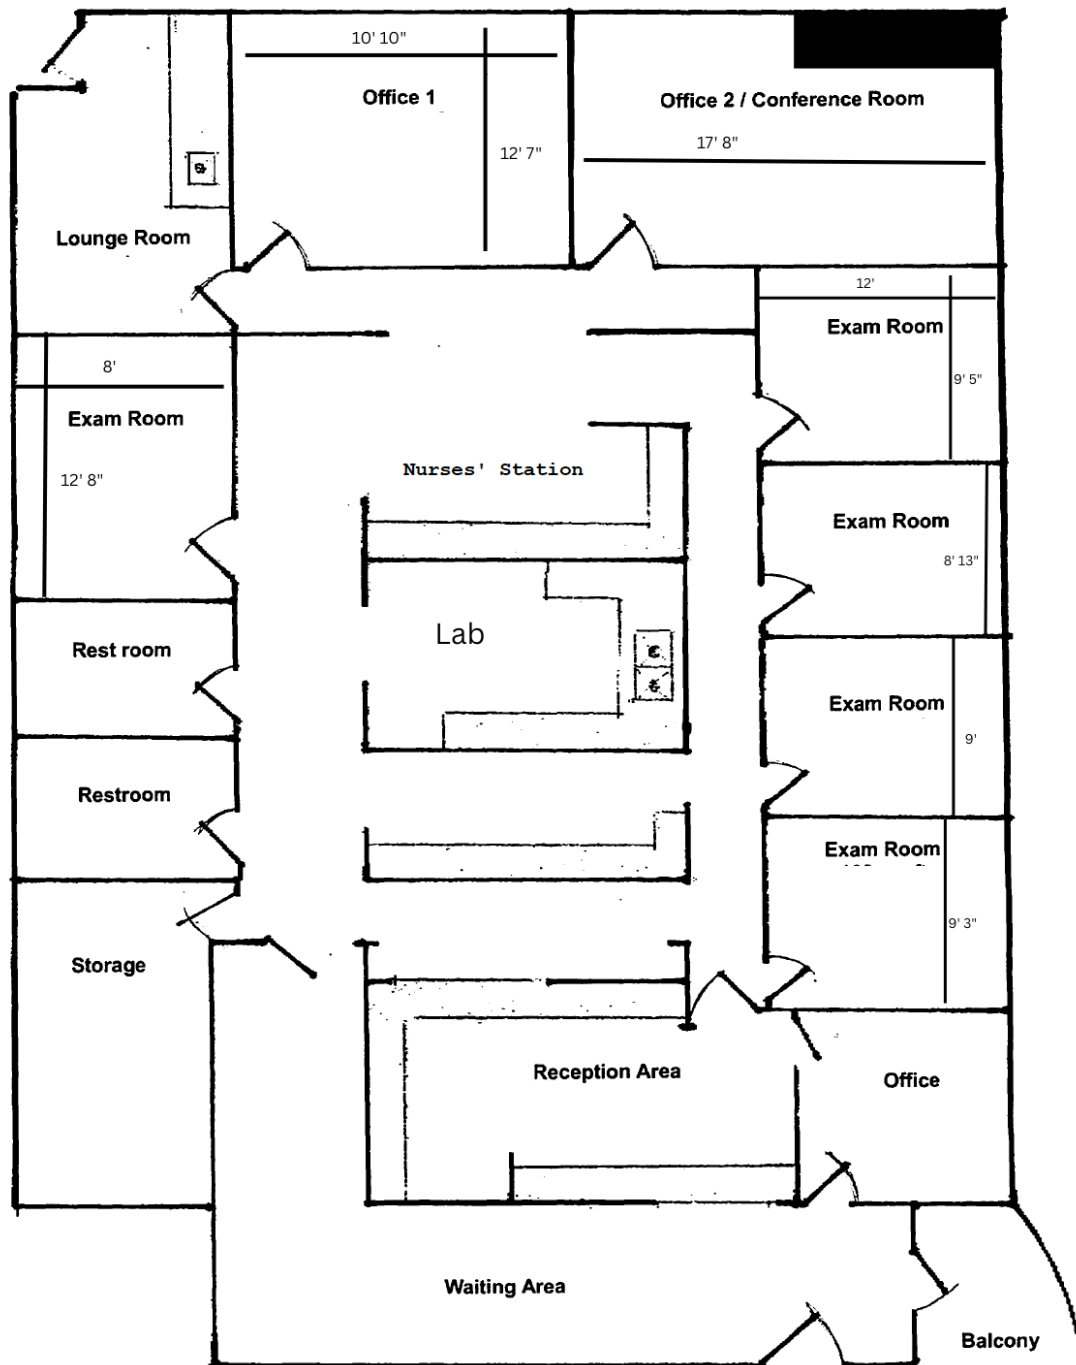 10' 10"
Office 1
Office 2 / Conference Room
17' 8"
12' 7"
Lounge Room
12'
Exam Room
9' 5"
8'
Exam Room
12' 8"
Nurses' Station
Exam Room
8' 13"
Lab
Rest room
Exam Room
9'
Restroom
Exam Room
9' 3"
Storage
Reception Area
Office
Waiting Area
Balcony